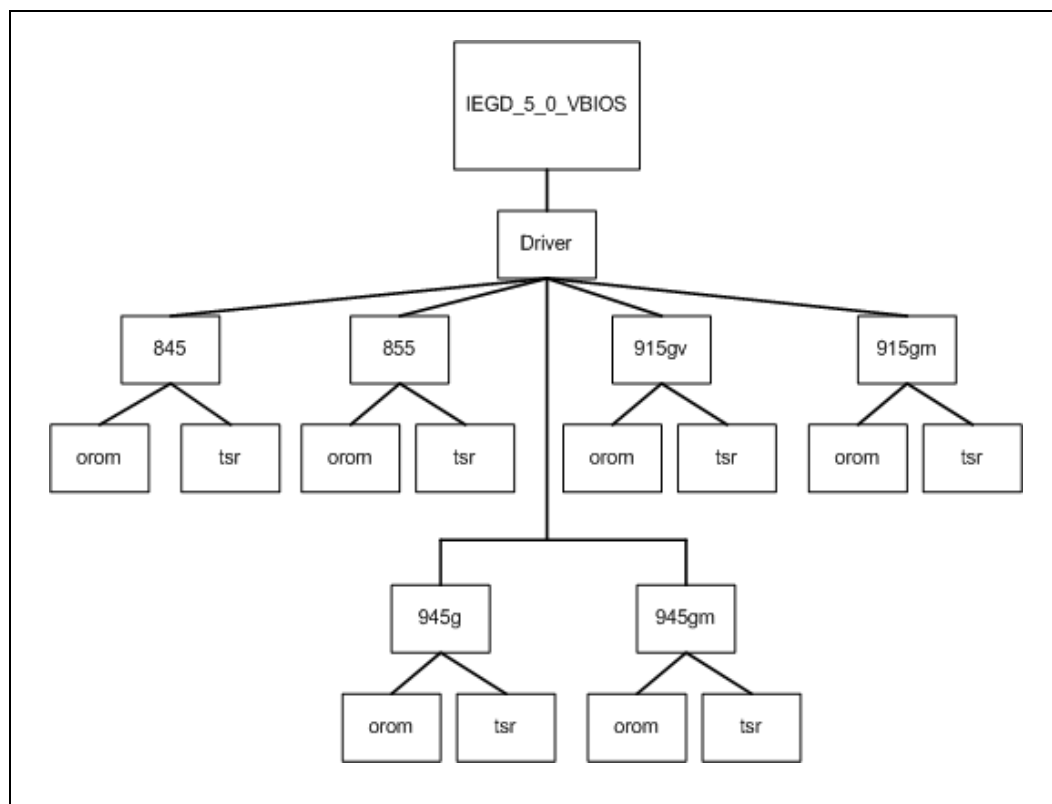 IEGD_5_0_VBIOS
Driver
845
855
915gv
915gm
orom
tsr
orom
tsr
orom
tsr
orom
tsr
945g
945gm
orom
tsr
orom
tsr